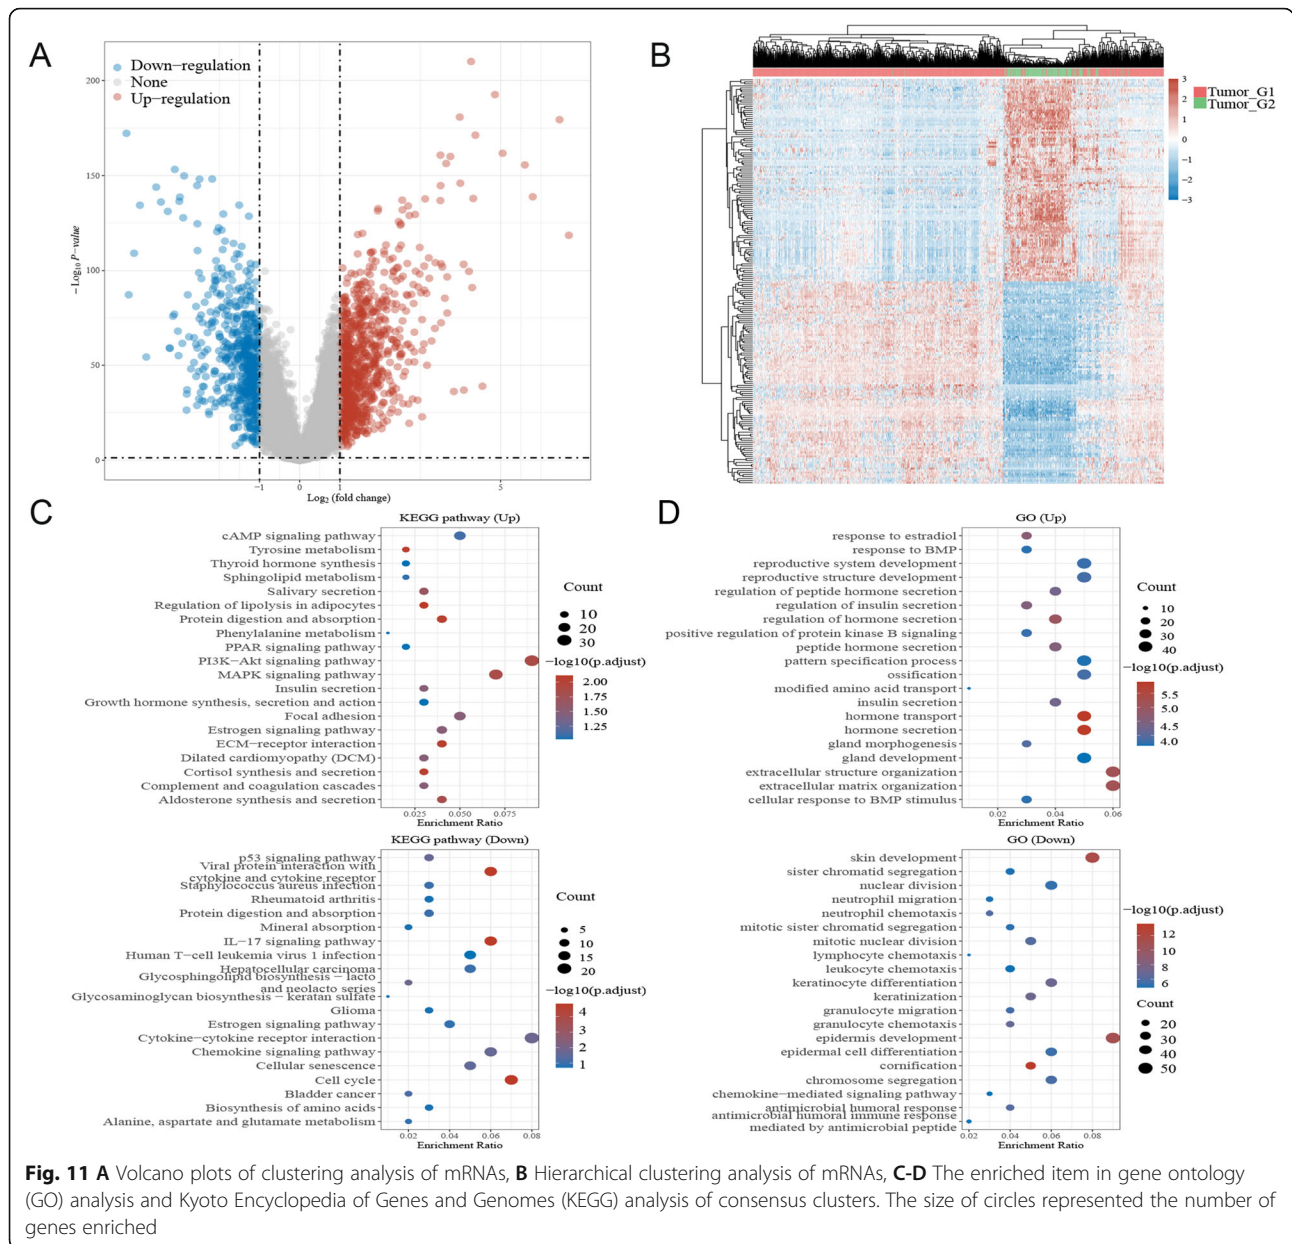 A
Down−regulation
None
Up−regulation
200
150
100
50
0
−Log10 P−value
−1
0
1
5
Log2 (fold change)
B
3
2
1
0
−1
−2
−3
Tumor_G1
Tumor_G2
C
KEGG pathway (Up)
cAMP signaling pathway
Tyrosine metabolism
Thyroid hormone synthesis
Sphingolipid metabolism
Salivary secretion
Regulation of lipolysis in adipocytes
Protein digestion and absorption
Phenylalanine metabolism
PPAR signaling pathway
PI3K−Akt signaling pathway
MAPK signaling pathway
Insulin secretion
Growth hormone synthesis, secretion and action
Focal adhesion
Estrogen signaling pathway
ECM−receptor interaction
Dilated cardiomyopathy (DCM)
Cortisol synthesis and secretion
Complement and coagulation cascades
Aldosterone synthesis and secretion
0.025
0.050
0.075
Enrichment Ratio
Count
10
20
30
−log10(p.adjust)
2.00
1.75
1.50
1.25
KEGG pathway (Down)
p53 signaling pathway
Viral protein interaction with
cytokine and cytokine receptor
Staphylococcus aureus infection
Rheumatoid arthritis
Protein digestion and absorption
Mineral absorption
IL−17 signaling pathway
Human T−cell leukemia virus 1 infection
Hepatocellular carcinoma
Glycosphingolipid biosynthesis − lacto
and neolacto series
Glycosaminoglycan biosynthesis − keratan sulfate
Glioma
Estrogen signaling pathway
Cytokine−cytokine receptor interaction
Chemokine signaling pathway
Cellular senescence
Cell cycle
Bladder cancer
Biosynthesis of amino acids
Alanine, aspartate and glutamate metabolism
0.02
0.04
0.06
0.08
Enrichment Ratio
Count
5
10
15
20
−log10(p.adjust)
4
3
2
1
D
GO (Up)
response to estradiol
response to BMP
reproductive system development
reproductive structure development
regulation of peptide hormone secretion
regulation of insulin secretion
regulation of hormone secretion
positive regulation of protein kinase B signaling
peptide hormone secretion
pattern specification process
ossification
modified amino acid transport
insulin secretion
hormone transport
hormone secretion
gland morphogenesis
gland development
extracellular structure organization
extracellular matrix organization
cellular response to BMP stimulus
0.02
0.04
0.06
Enrichment Ratio
Count
10
20
30
40
−log10(p.adjust)
5.5
5.0
4.5
4.0
GO (Down)
skin development
sister chromatid segregation
nuclear division
neutrophil migration
neutrophil chemotaxis
mitotic sister chromatid segregation
mitotic nuclear division
lymphocyte chemotaxis
leukocyte chemotaxis
keratinocyte differentiation
keratinization
granulocyte migration
granulocyte chemotaxis
epidermis development
epidermal cell differentiation
cornification
chromosome segregation
chemokine−mediated signaling pathway
antimicrobial humoral response
antimicrobial humoral immune response
mediated by antimicrobial peptide
0.02
0.04
0.06
0.08
Enrichment Ratio
−log10(p.adjust)
12
10
8
6
Count
20
30
40
50
Fig. 11 A Volcano plots of clustering analysis of mRNAs, B Hierarchical clustering analysis of mRNAs, C-D The enriched item in gene ontology
(GO) analysis and Kyoto Encyclopedia of Genes and Genomes (KEGG) analysis of consensus clusters. The size of circles represented the number of
genes enriched